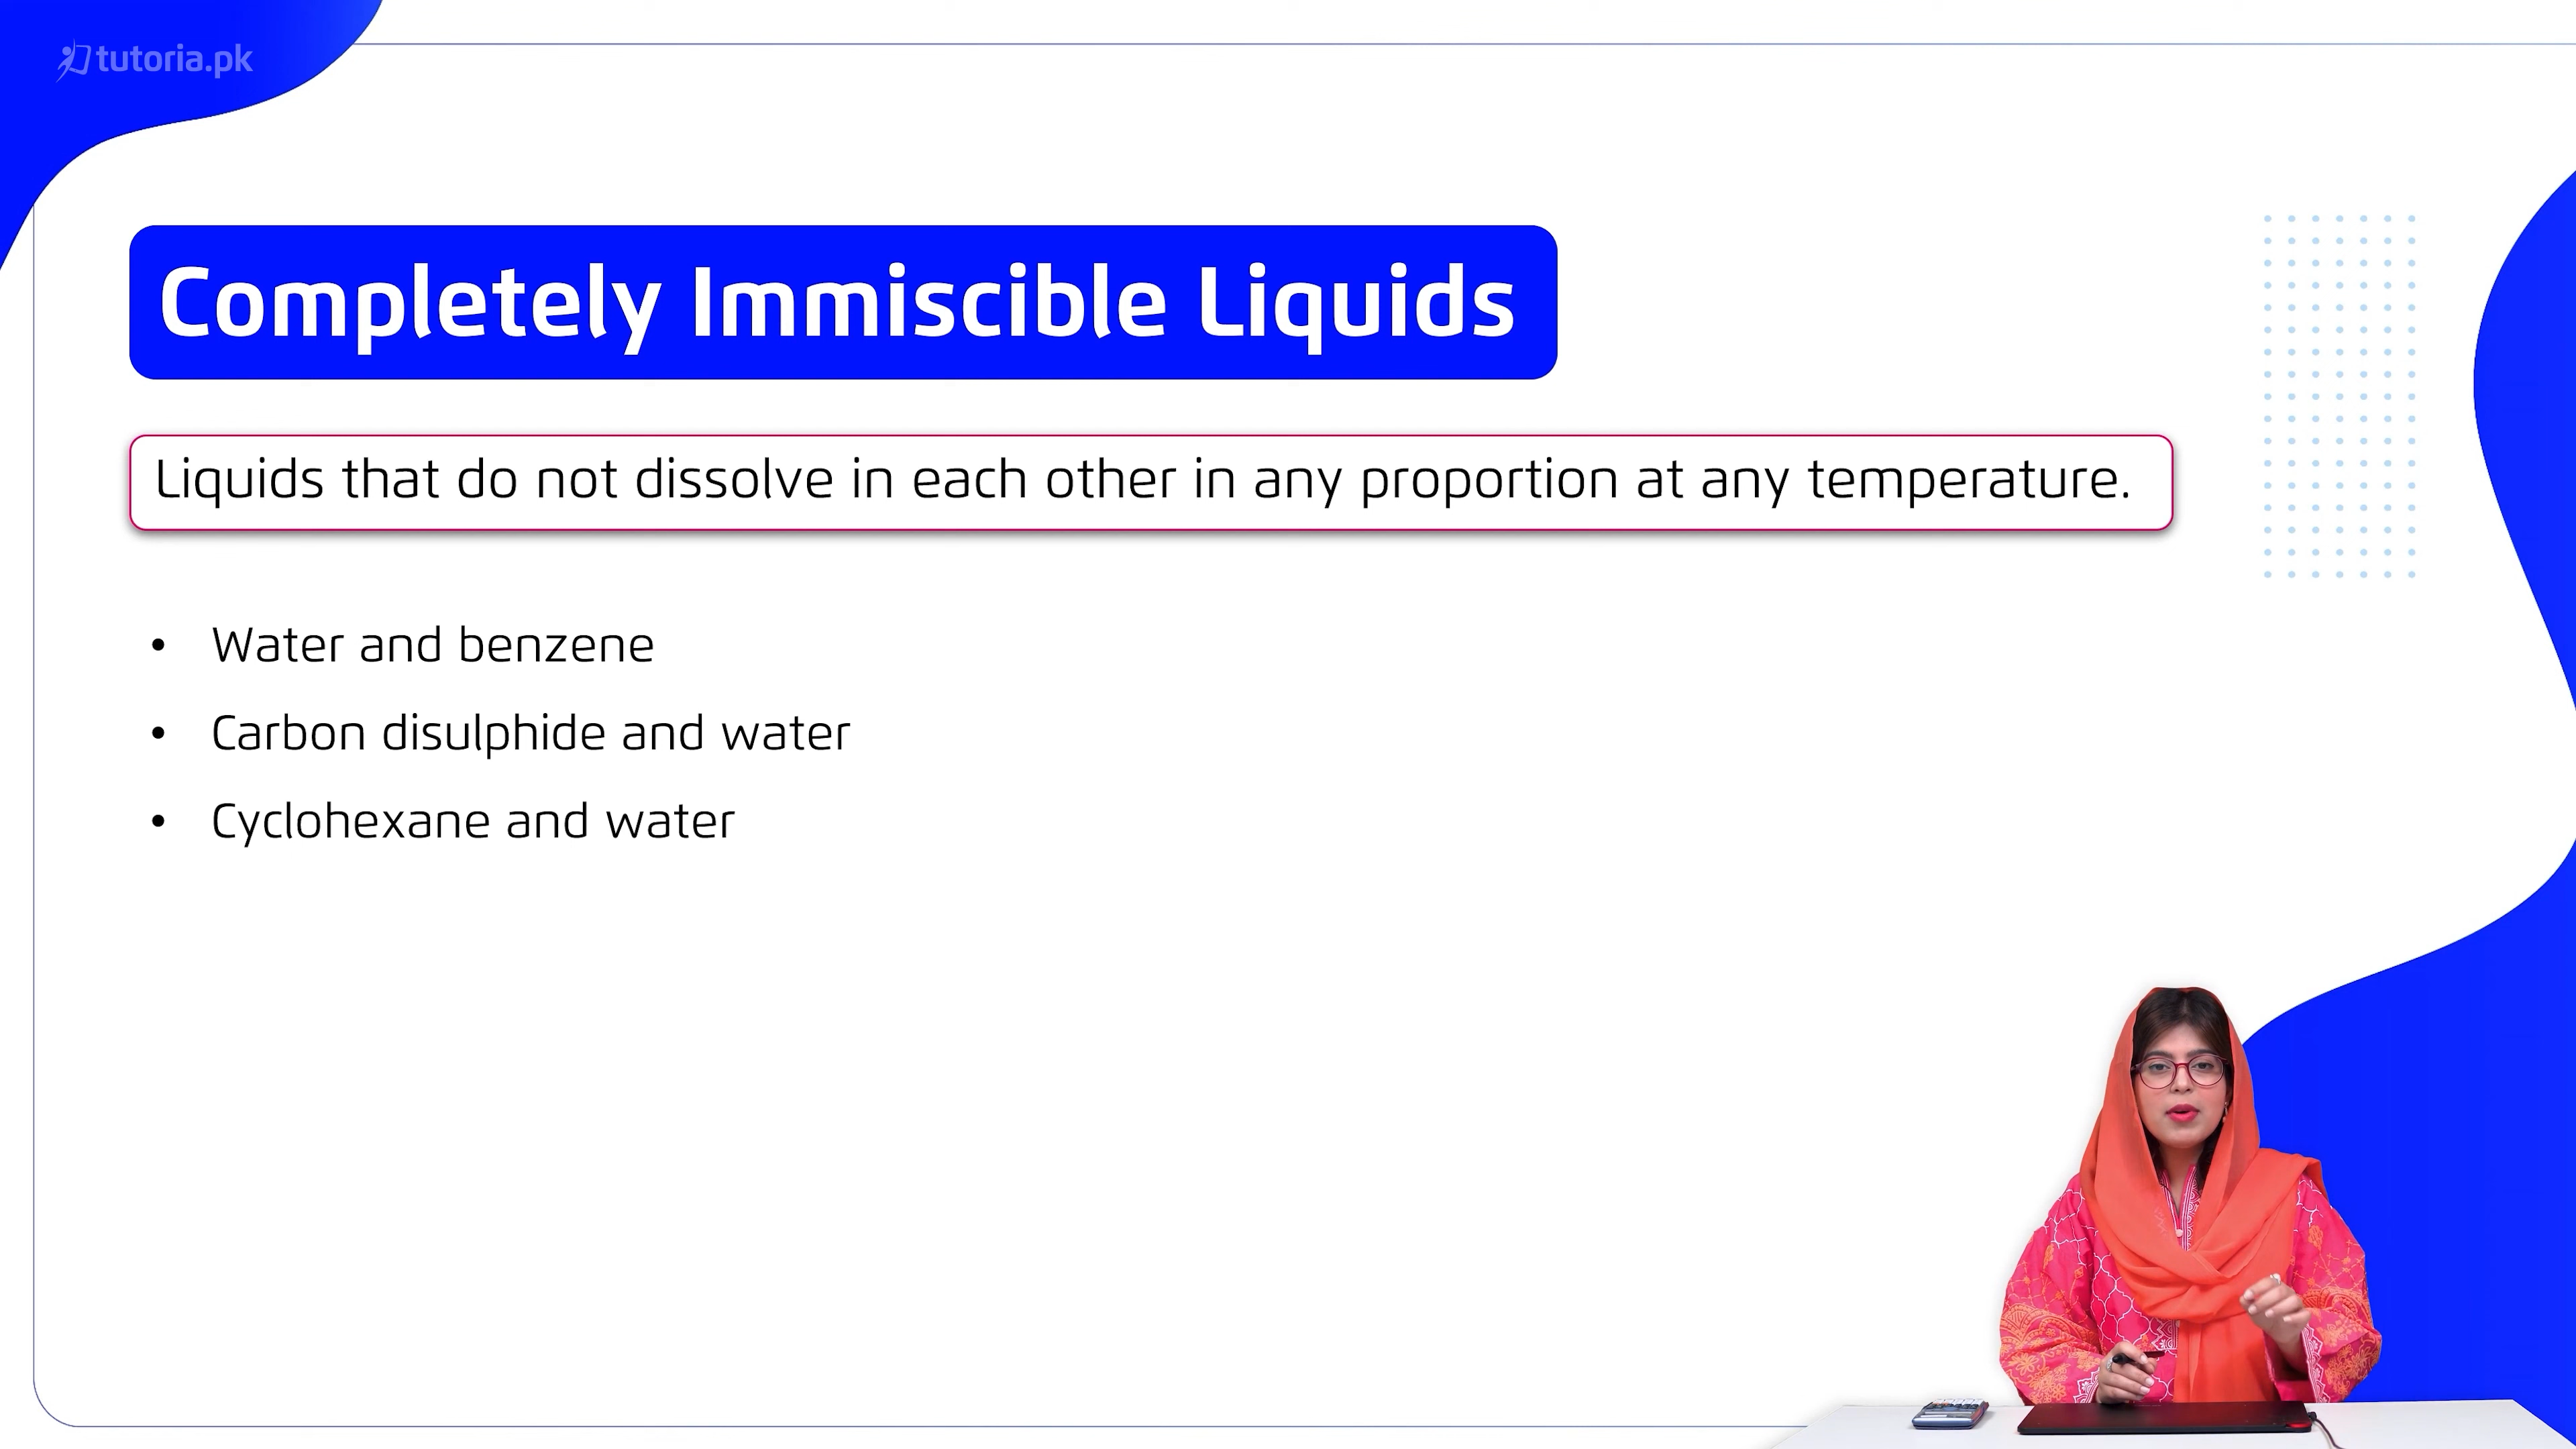 tutoria.pk
Completely Immiscible Liquids
Liquids that do not dissolve in each other in any proportion at any temperature.
• Water and benzene
• Carbon disulphide and water
• Cyclohexane and water